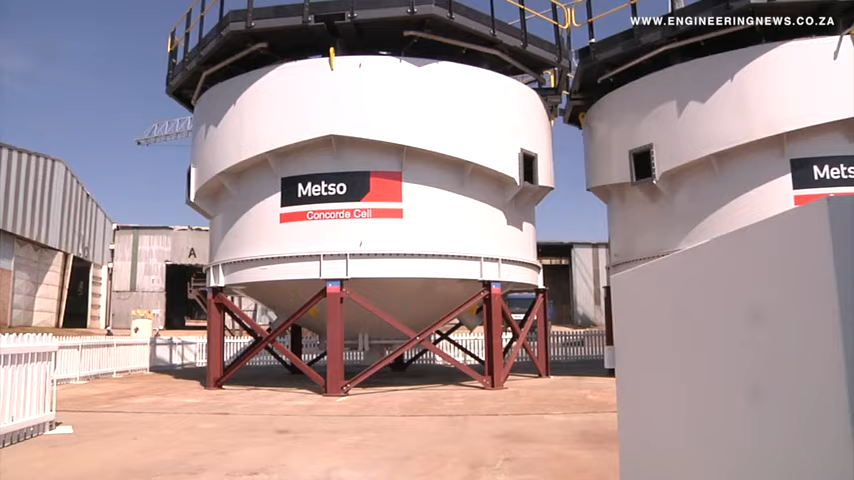 WWW.ENGINEERINGNEWS.CO.ZA
Metso
Concorde Cell
Metso
A